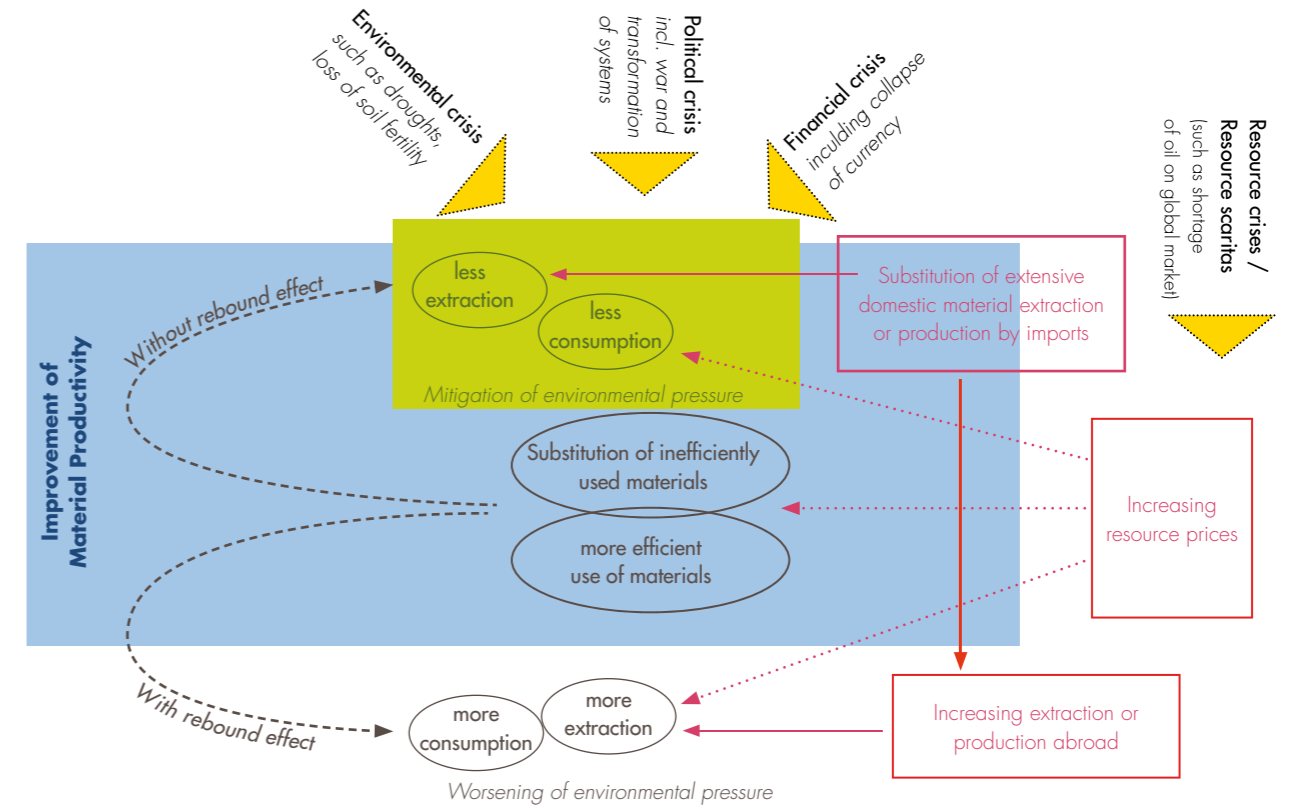 Environmental crisis
such as droughts,
loss of soil fertility
Political crisis
incl. war and
transformation
of systems
Financial crisis
inculding collapse
of currency
Resource crises /
Resource scaritas
(such as shortage
of oil on global market)
Improvement of
Material Productivity
Without rebound effect
less
extraction
less
consumption
Mitigation of environmental pressure
Substitution of extensive
domestic material extraction
or production by imports
Substitution of inefficiently
used materials
more efficient
use of materials
Increasing
resource prices
With rebound effect
more
consumption
more
extraction
Increasing extraction or
production abroad
Worsening of environmental pressure